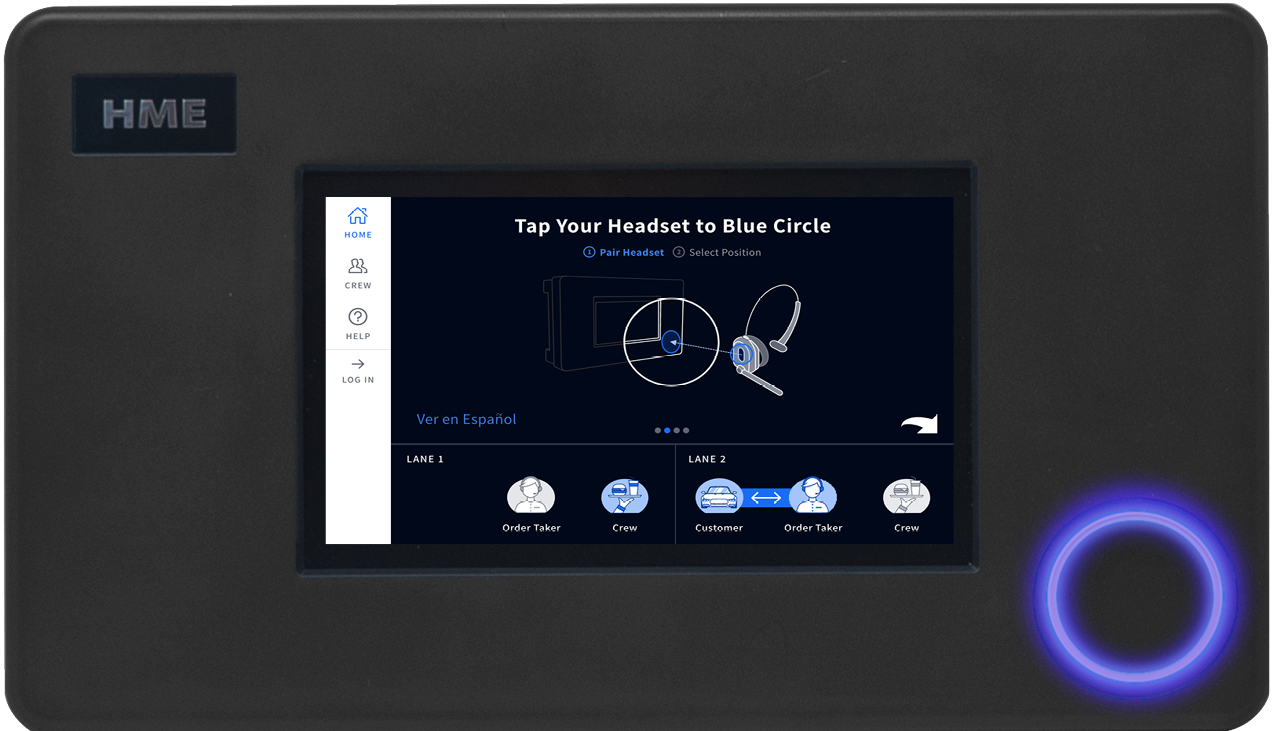 HME
HOME
CREW
HELP
LOG IN
Tap Your Headset to Blue Circle
1 Pair Headset 2 Select Position
Ver en Español
LANE 1
Order Taker Crew
LANE 2
Customer Order Taker Crew